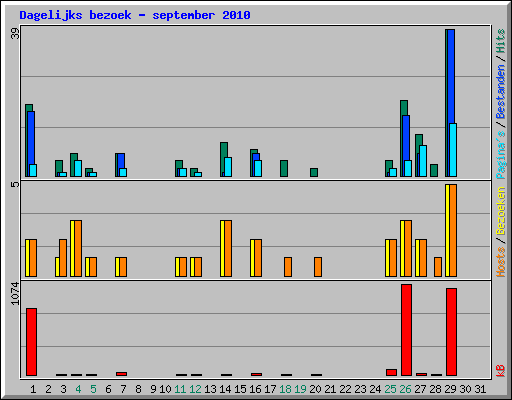 Dagelijks bezoek - september 2010
39
5
1074
Hosts / Bezoeken Pagina's / Bestanden / Hits
kB
1 2 3 4 5 6 7 8 9 10 11 12 13 14 15 16 17 18 19 20 21 22 23 24 25 26 27 28 29 30 31